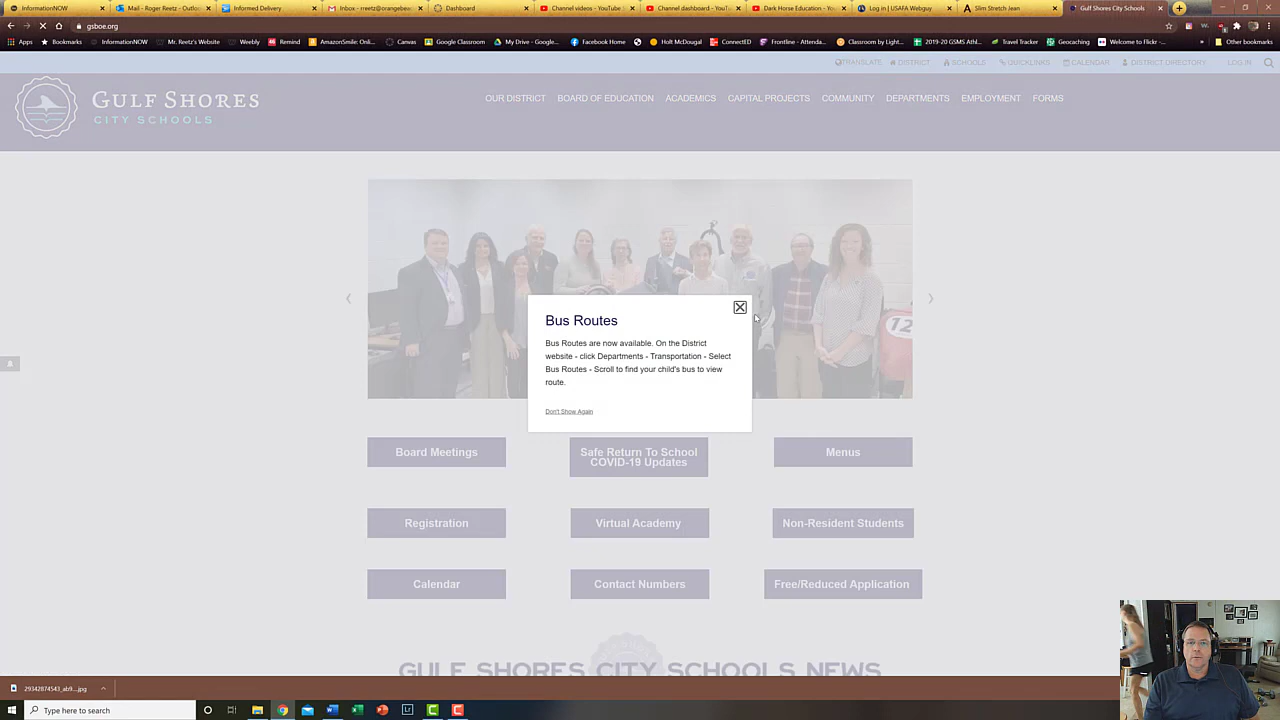 InformationNOW
Mail - Roger Reetz - Outloo
Informed Delivery
Inbox - rreetz@orangebea
Dashboard
Channel videos - YouTube S
Channel dashboard - YouTu
Dark Horse Education - You
Log in | USAFA Webguy
Slim Stretch Jean
Gulf Shores City Schools
gsboe.org
Apps
Bookmarks
InformationNOW
Mr. Reetz's Website
Weebly
Remind
AmazonSmile: Onli...
Canvas
Google Classroom
My Drive - Google...
Facebook Home
Holt McDougal
ConnectED
Frontline - Attenda...
Classroom by Light...
2019-20 GSMS Athl...
Travel Tracker
Geocaching
Welcome to Flickr -...
Other bookmarks
TRANSLATE
DISTRICT
SCHOOLS
QUICKLINKS
CALENDAR
DISTRICT DIRECTORY
LOG IN
GULF SHORES
CITY SCHOOLS
OUR DISTRICT
BOARD OF EDUCATION
ACADEMICS
CAPITAL PROJECTS
COMMUNITY
DEPARTMENTS
EMPLOYMENT
FORMS
12
Bus Routes
Bus Routes are now available. On the District
website - click Departments - Transportation - Select
Bus Routes - Scroll to find your child's bus to view
route.
Don't Show Again
Board Meetings
Safe Return To School
COVID-19 Updates
Menus
Registration
Virtual Academy
Non-Resident Students
Calendar
Contact Numbers
Free/Reduced Application
GULF SHORES CITY SCHOOLS NEWS
29342874543_ab9....jpg
Type here to search